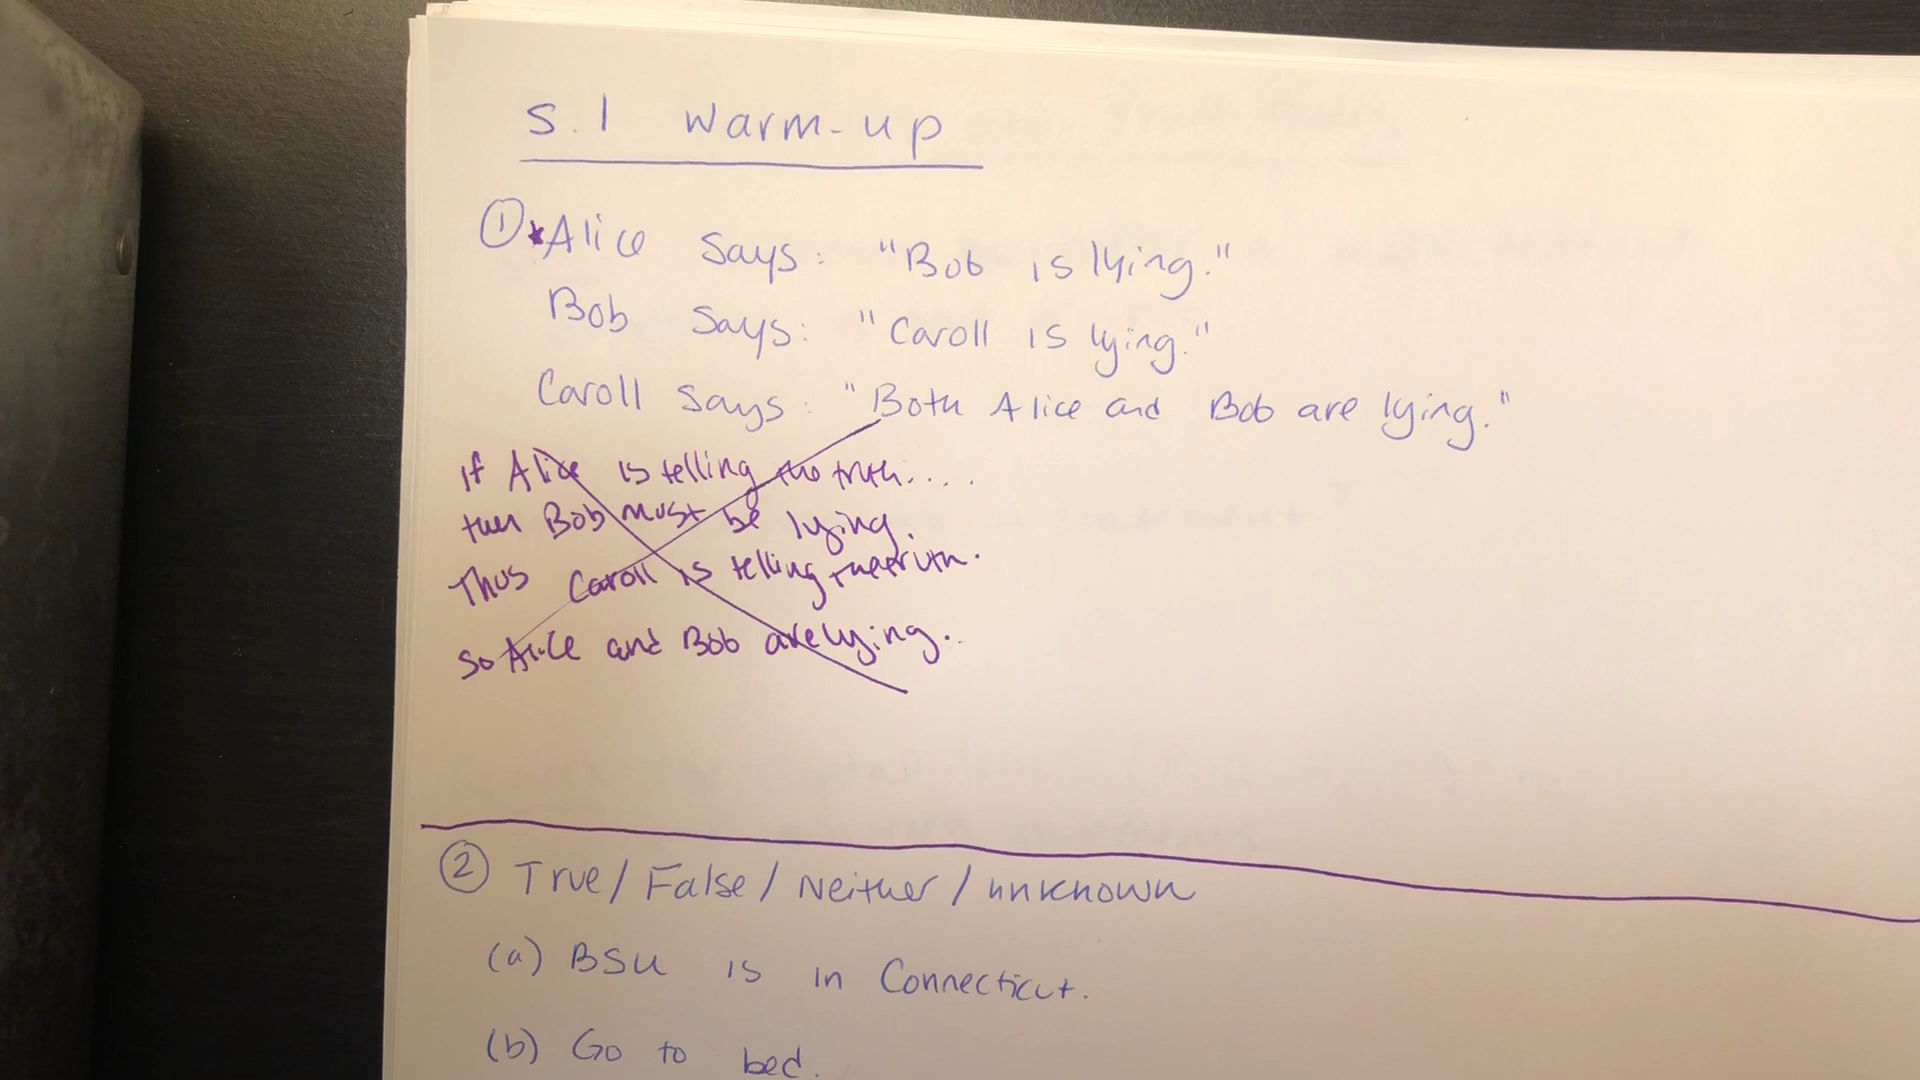 S.1 Warm-up
① *Alice says: "Bob is lying."
Bob says: "Caroll is lying."
Caroll says: "Both Alice and Bob are lying."
If Alice is telling the truth....
then Bob must be lying.
Thus Caroll is telling the truth.
So Alice and Bob are lying.
② True/False/Neither/unknown
(a) BSU is in Connecticut.
(b) Go to bed.